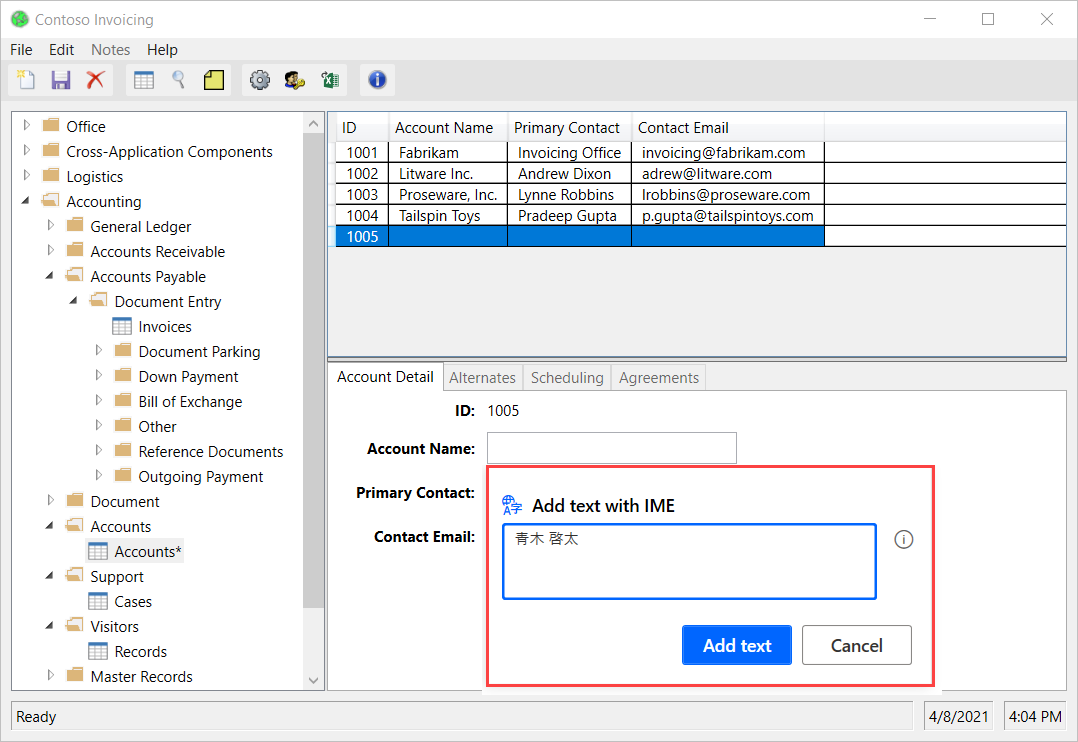 Contoso Invoicing
File Edit Notes Help
Office
Cross-Application Components
Logistics
Accounting
General Ledger
Accounts Receivable
Accounts Payable
Document Entry
Invoices
Document Parking
Down Payment
Bill of Exchange
Other
Reference Documents
Outgoing Payment
Document
Accounts
Accounts*
Support
Cases
Visitors
Records
Master Records
ID Account Name Primary Contact Contact Email
1001 Fabrikam Invoicing Office invoicing@fabrikam.com
1002 Litware Inc. Andrew Dixon adrew@litware.com
1003 Proseware, Inc. Lynne Robbins lrobbins@proseware.com
1004 Tailspin Toys Pradeep Gupta p.gupta@tailspintoys.com
1005
Account Detail Alternates Scheduling Agreements
ID: 1005
Account Name:
Primary Contact:
Contact Email:
Add text with IME
青木 啓太
Add text Cancel
Ready 4/8/2021 4:04 PM